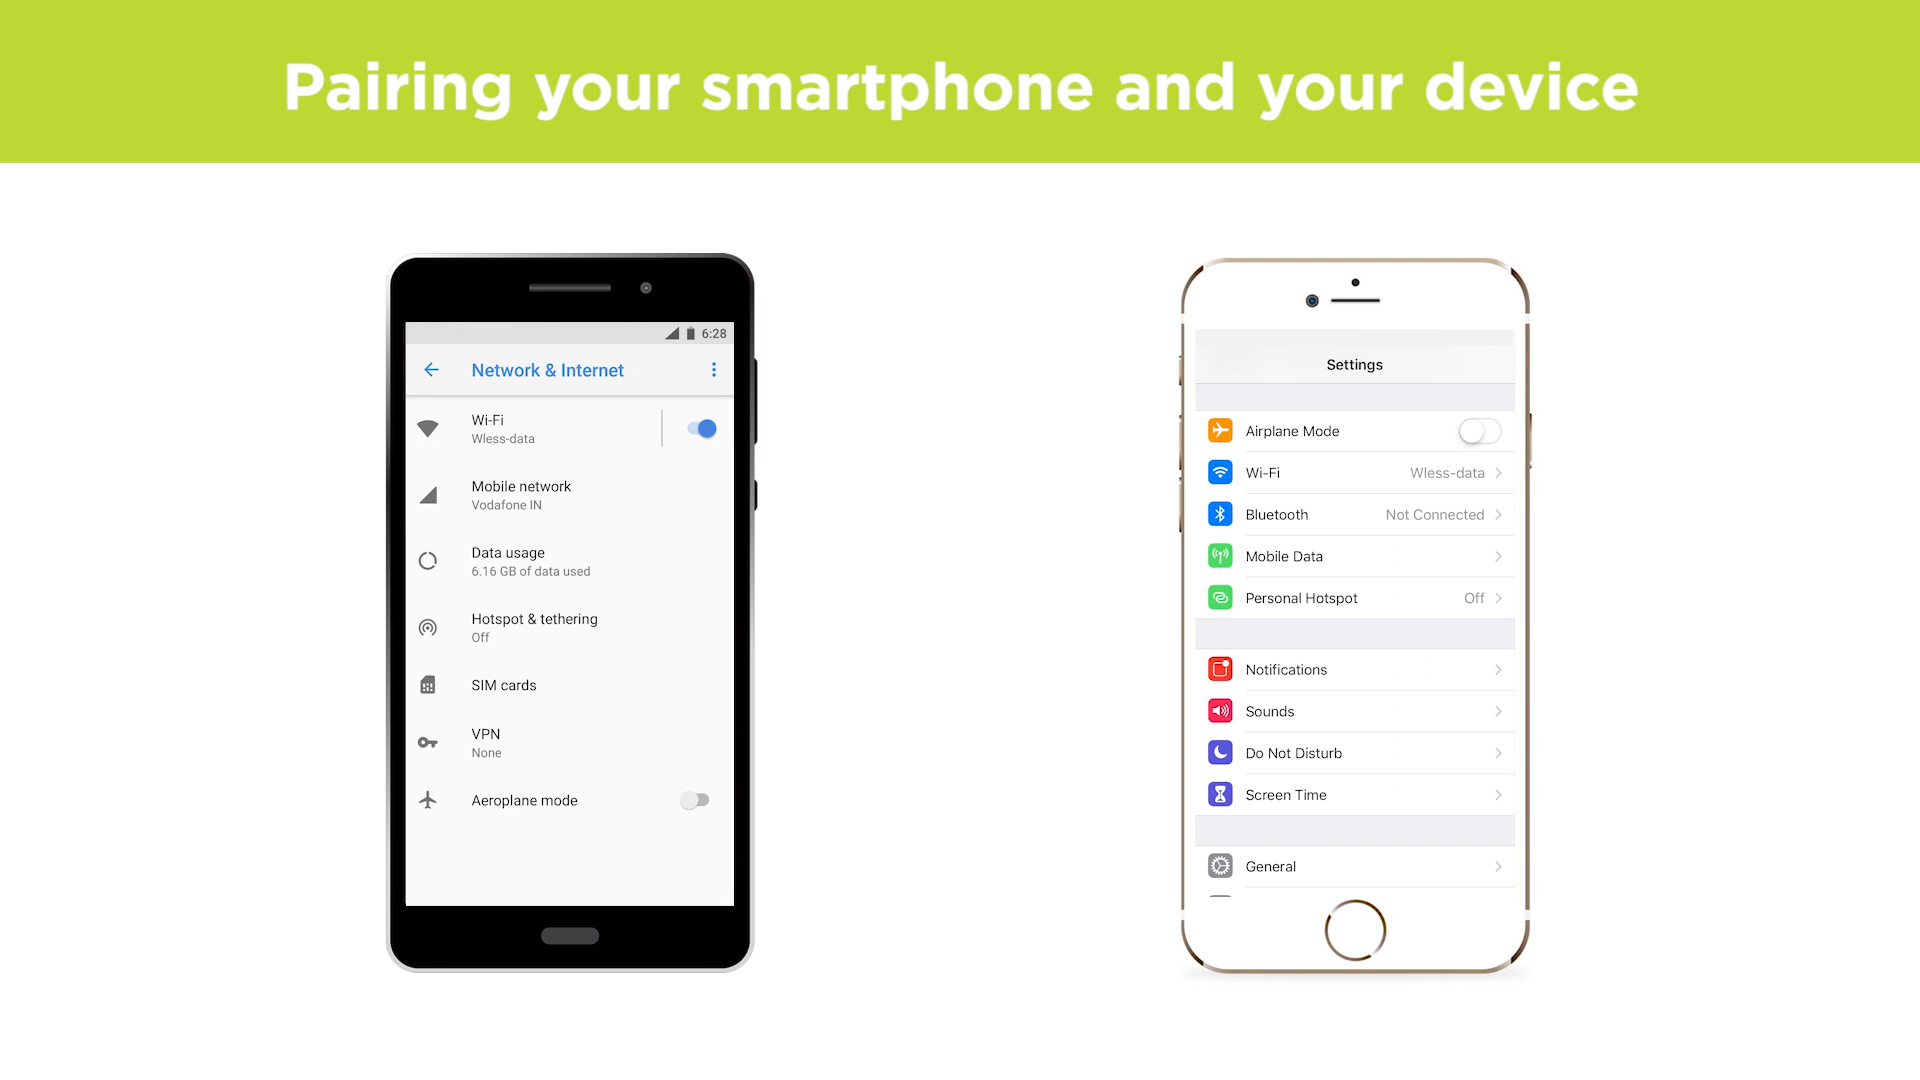 Pairing your smartphone and your device
6:28
Network & Internet
Wi-Fi
Wless-data
Mobile network
Vodafone IN
Data usage
6.16 GB of data used
Hotspot & tethering
Off
SIM cards
VPN
None
Aeroplane mode
Settings
Airplane Mode
Wi-Fi Wless-data
Bluetooth Not Connected
Mobile Data
Personal Hotspot Off
Notifications
Sounds
Do Not Disturb
Screen Time
General